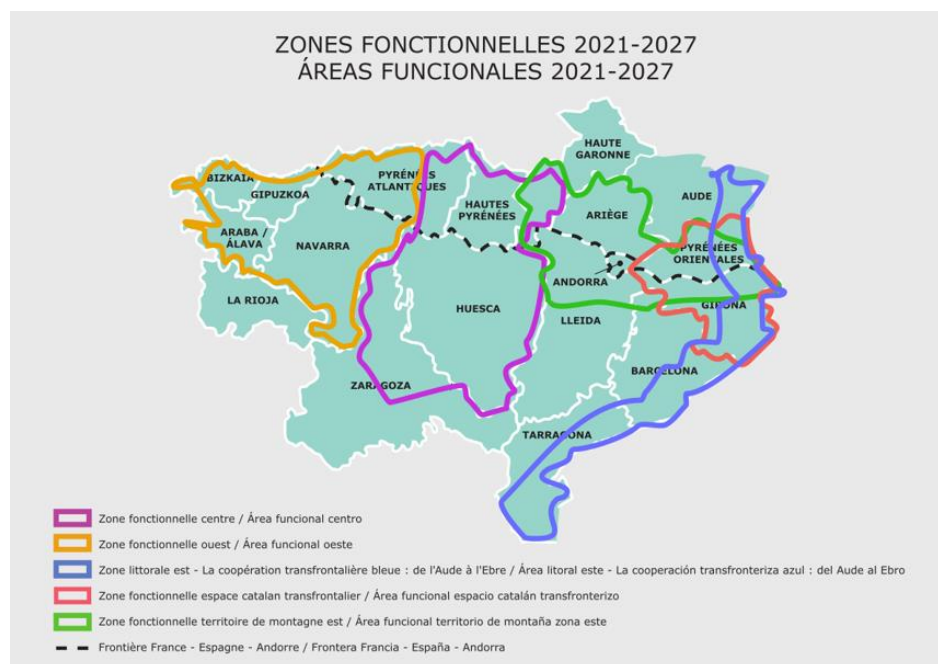 ZONES FONCTIONNELLES 2021-2027
ÁREAS FUNCIONALES 2021-2027
HAUTE
GARONNE
BIZKAIA
GIPUZKOA
PYRÉNÉES
ATLANTIQUES
HAUTES
PYRÉNÉES
ARIÈGE
AUDE
ARABA /
ÁLAVA
NAVARRA
PYRÉNÉES
ORIENTALES
ANDORRA
LA RIOJA
HUESCA
LLEIDA
GIRONA
ZARAGOZA
BARCELONA
TARRAGONA
Zone fonctionnelle centre / Área funcional centro
Zone fonctionnelle ouest / Área funcional oeste
Zone littorale est - La coopération transfrontalière bleue : de l'Aude à l'Ebre / Área litoral este - La cooperación transfronteriza azul : del Aude al Ebro
Zone fonctionnelle espace catalan transfrontalier / Área funcional espacio catalán transfronterizo
Zone fonctionnelle territoire de montagne est / Área funcional territorio de montaña zona este
Frontière France - Espagne - Andorre / Frontera Francia - España - Andorra